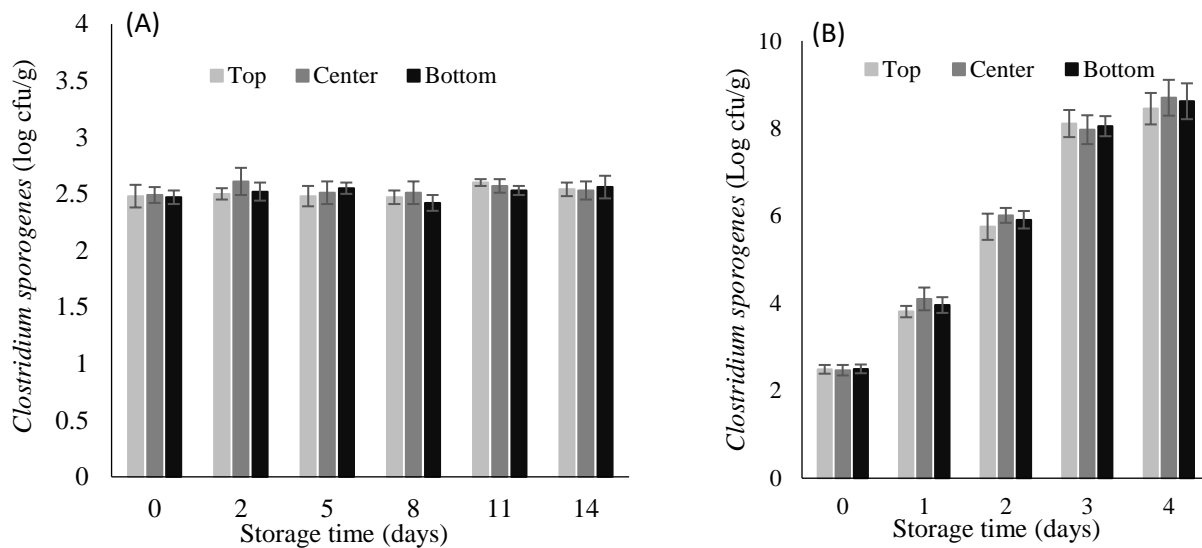 (A)
Top Center Bottom
Clostridium sporogenes (log cfu/g)
4
3.5
3
2.5
2
1.5
1
0.5
0
0 2 5 8 11 14
Storage time (days)
(B)
Top Center Bottom
Clostridium sporogenes (Log cfu/g)
10
8
6
4
2
0
0 1 2 3 4
Storage time (days)